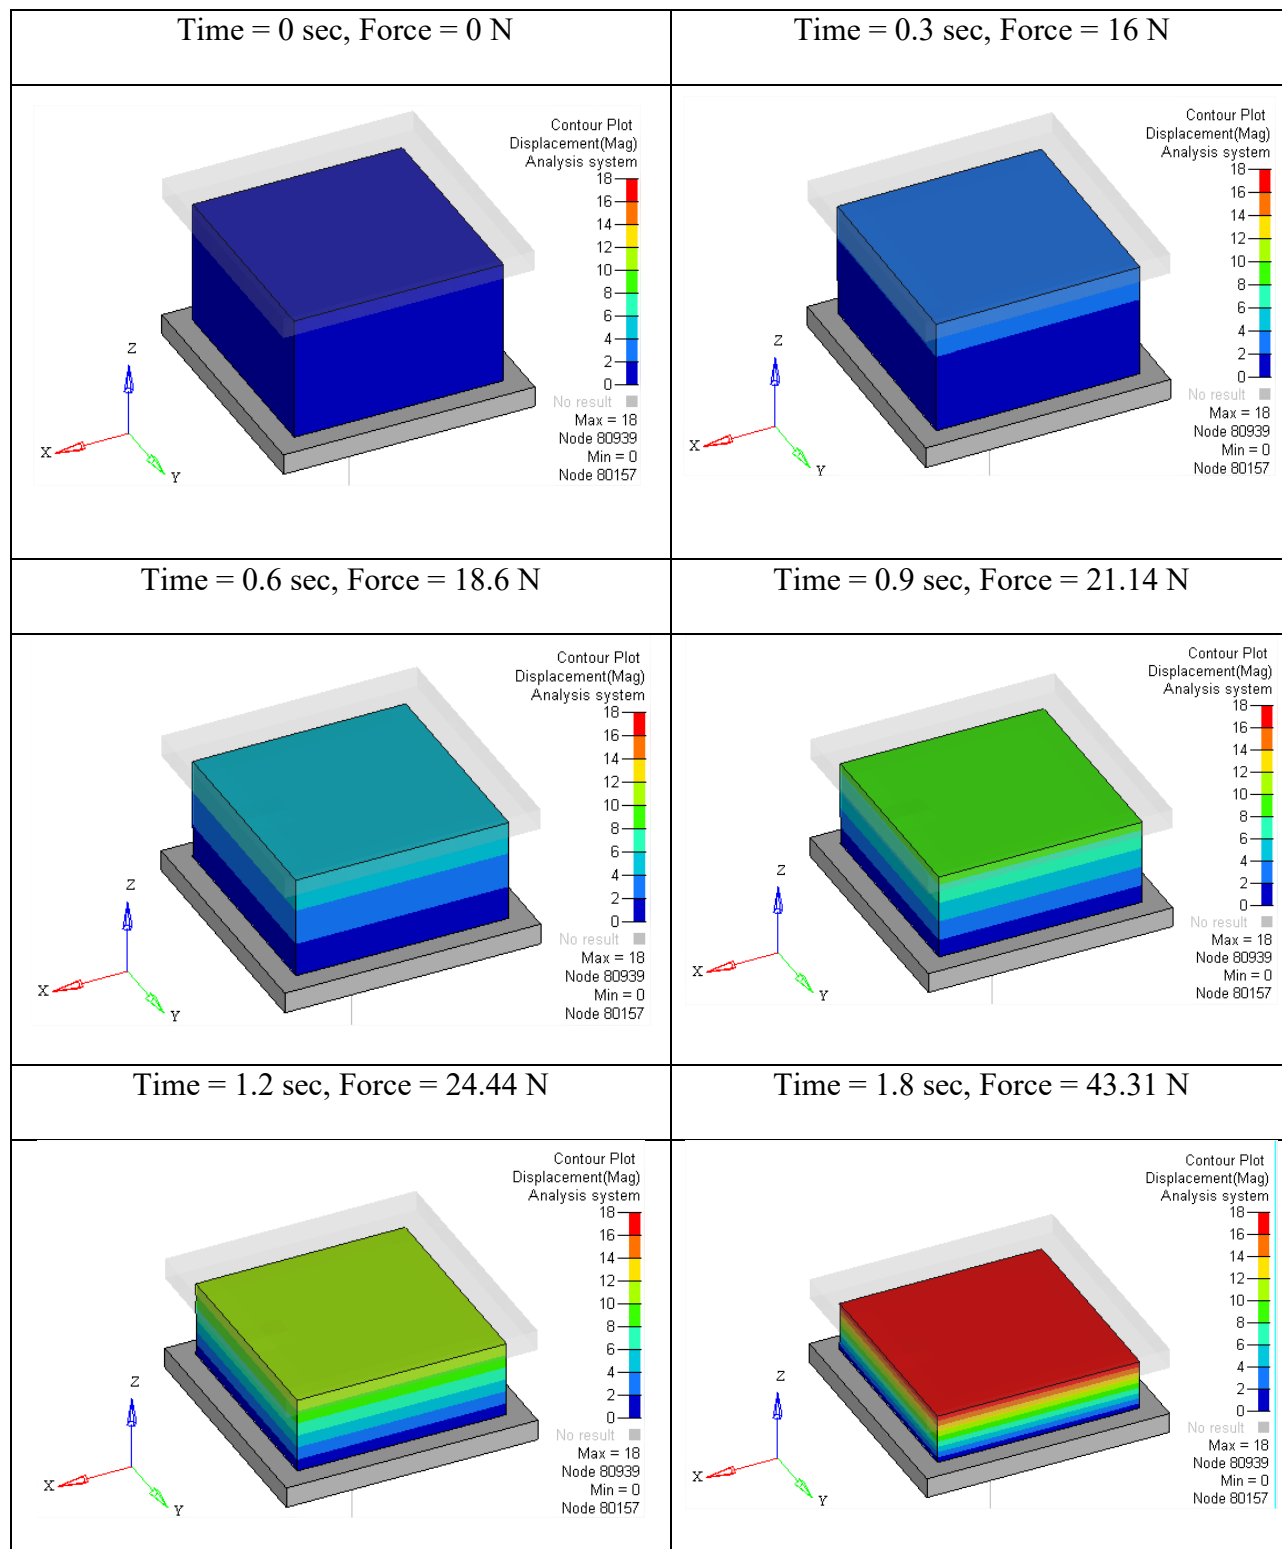 Time = 0 sec, Force = 0 N
Time = 0.3 sec, Force = 16 N
Contour Plot
Displacement(Mag)
Analysis system
18
16
14
12
10
8
6
4
2
0
No result
Max = 18
Node 80939
Min = 0
Node 80157
Z
X
Y
Contour Plot
Displacement(Mag)
Analysis system
18
16
14
12
10
8
6
4
2
0
No result
Max = 18
Node 80939
Min = 0
Node 80157
Z
X
Y
Time = 0.6 sec, Force = 18.6 N
Time = 0.9 sec, Force = 21.14 N
Contour Plot
Displacement(Mag)
Analysis system
18
16
14
12
10
8
6
4
2
0
No result
Max = 18
Node 80939
Min = 0
Node 80157
Z
X
Y
Contour Plot
Displacement(Mag)
Analysis system
18
16
14
12
10
8
6
4
2
0
No result
Max = 18
Node 80939
Min = 0
Node 80157
Z
X
Y
Time = 1.2 sec, Force = 24.44 N
Time = 1.8 sec, Force = 43.31 N
Contour Plot
Displacement(Mag)
Analysis system
18
16
14
12
10
8
6
4
2
0
No result
Max = 18
Node 80939
Min = 0
Node 80157
Z
X
Y
Contour Plot
Displacement(Mag)
Analysis system
18
16
14
12
10
8
6
4
2
0
No result
Max = 18
Node 80939
Min = 0
Node 80157
Z
X
Y